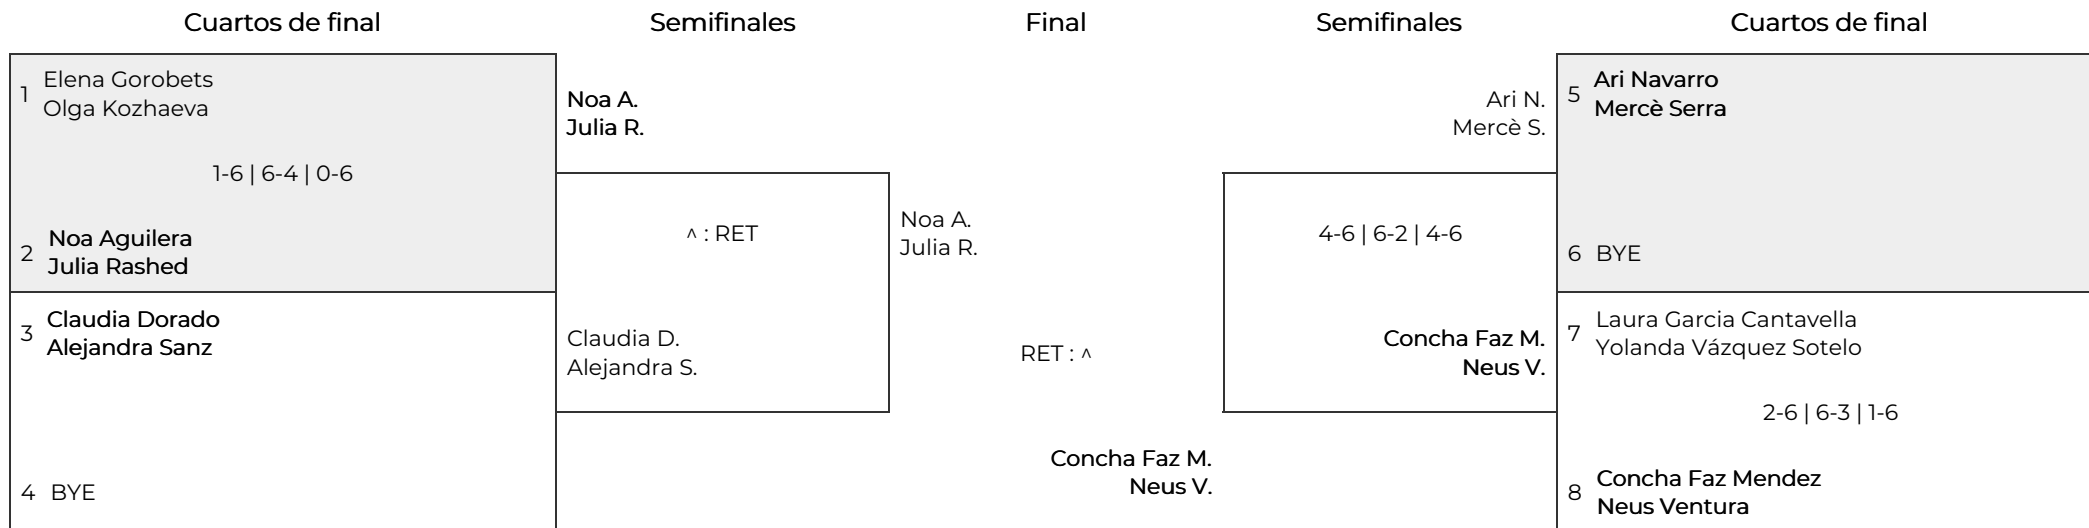 Cuartos de final
Semifinales
Final
Semifinales
Cuartos de final
1
Elena Gorobets
Olga Kozhaeva
1-6 | 6-4 | 0-6
2
Noa Aguilera
Julia Rashed
3
Claudia Dorado
Alejandra Sanz
4
BYE
Noa A.
Julia R.
^ : RET
Claudia D.
Alejandra S.
Noa A.
Julia R.
RET : ^
Concha Faz M.
Neus V.
Ari N.
Mercè S.
4-6 | 6-2 | 4-6
Concha Faz M.
Neus V.
5
Ari Navarro
Mercè Serra
6
BYE
7
Laura Garcia Cantavella
Yolanda Vázquez Sotelo
2-6 | 6-3 | 1-6
8
Concha Faz Mendez
Neus Ventura